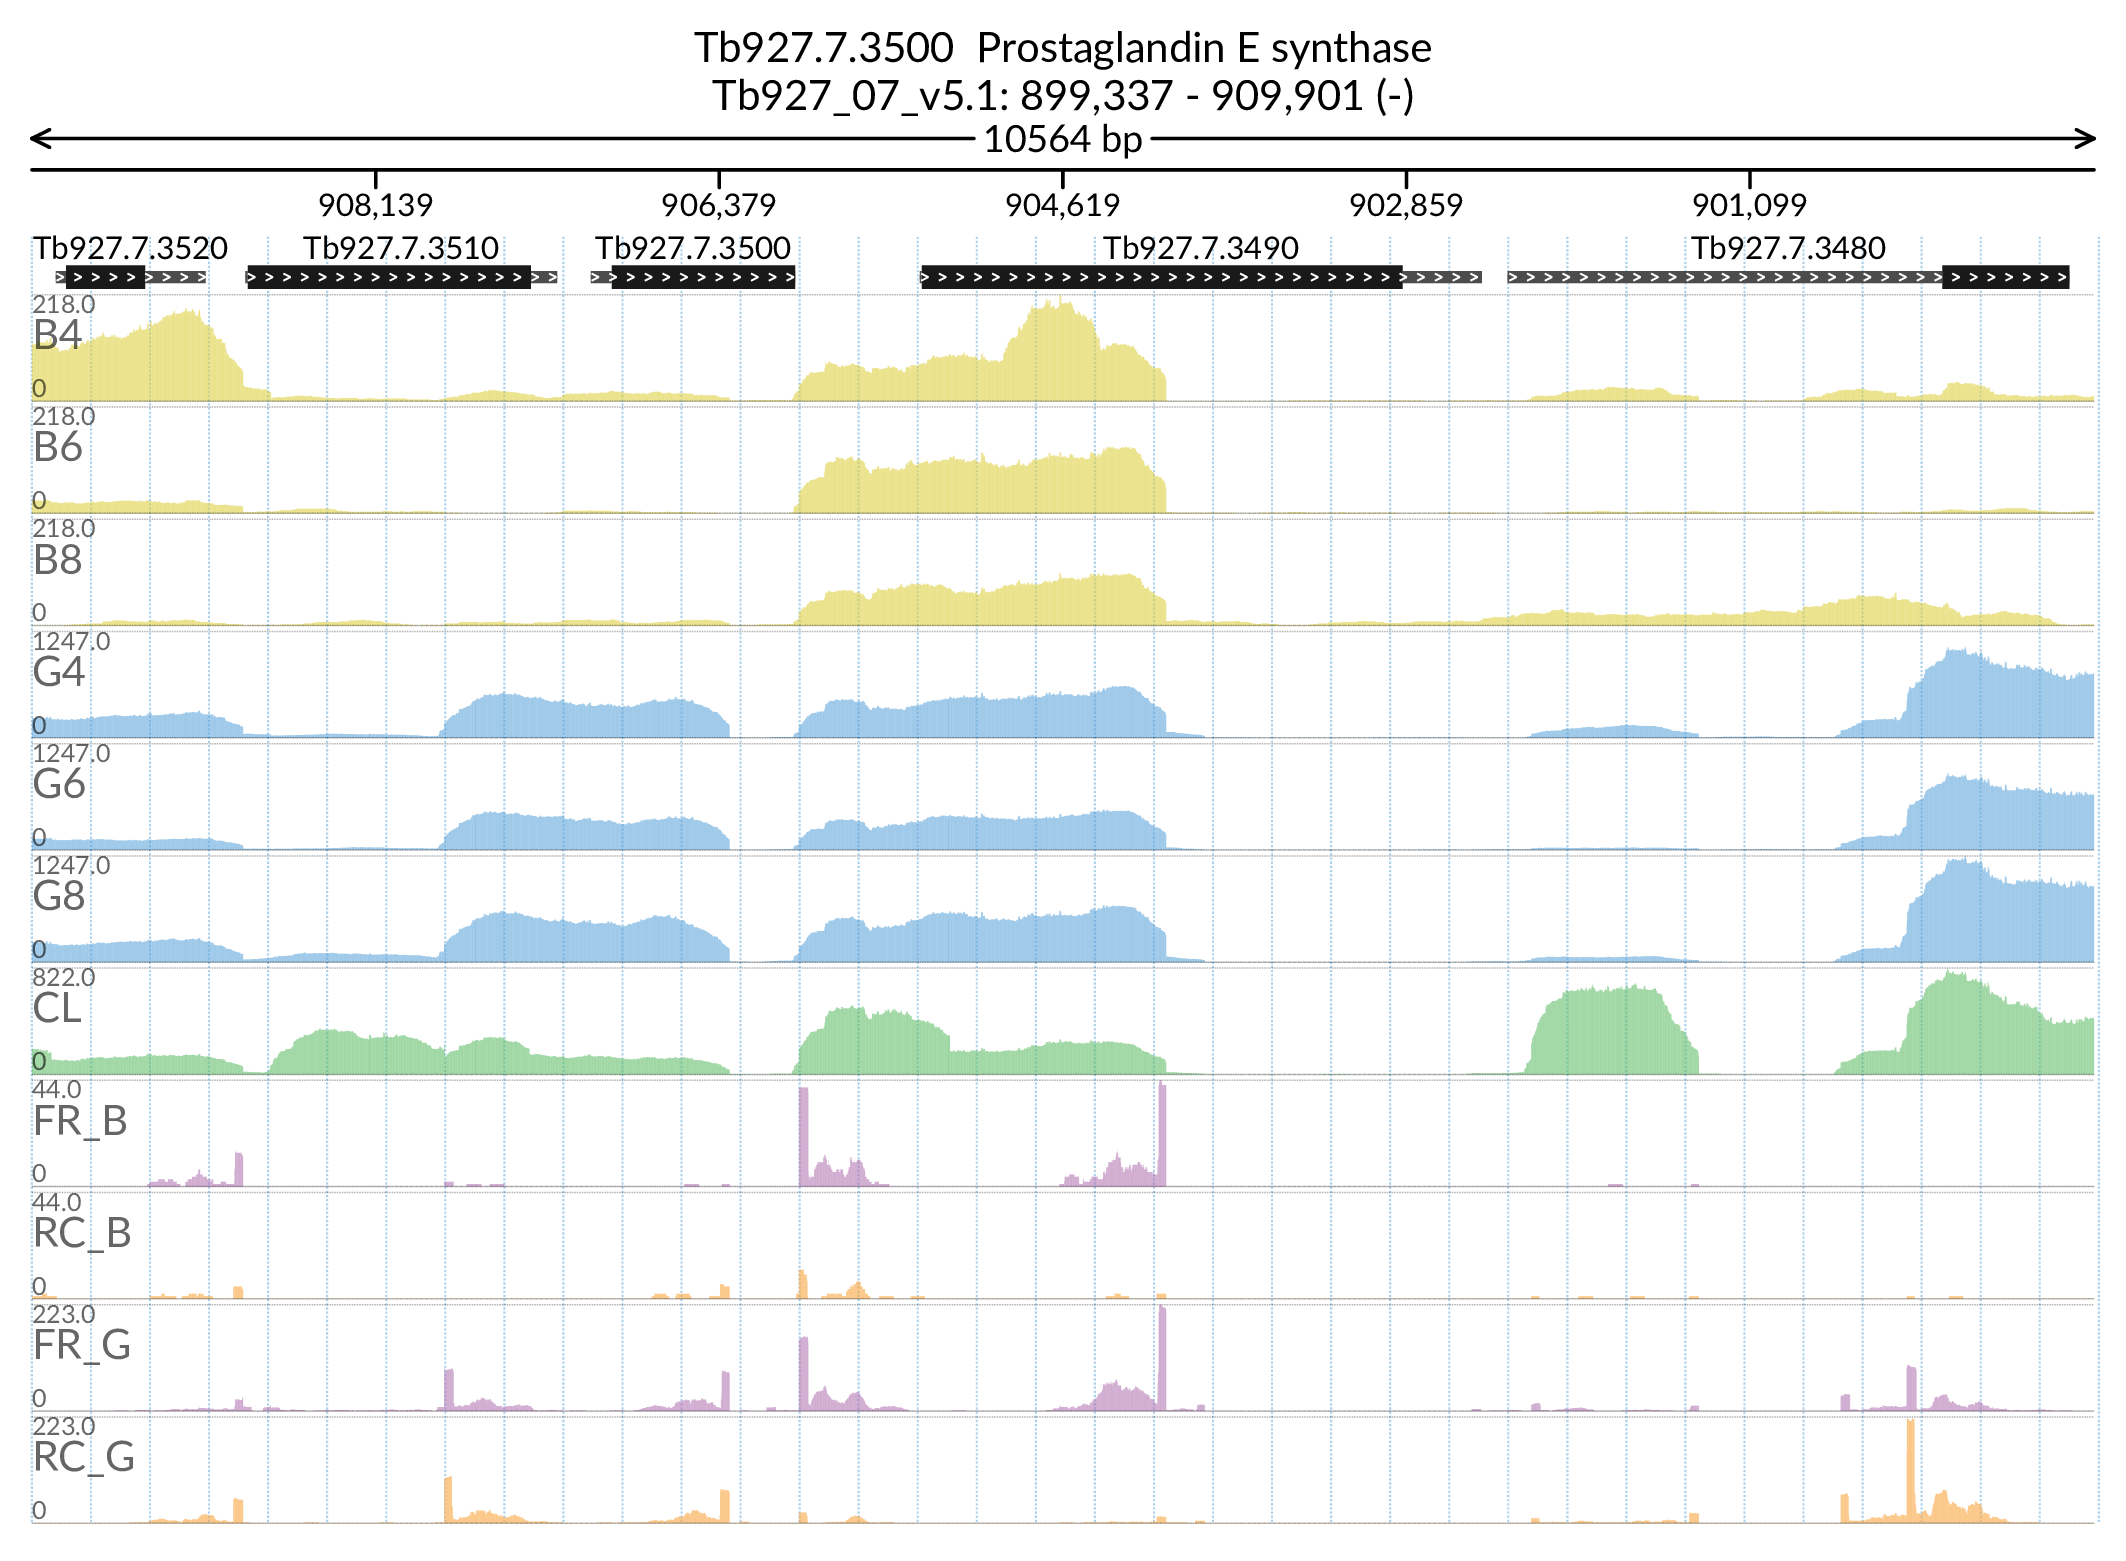 Tb927.7.3500  Prostaglandin E synthase
Tb927_07_v5.1: 899,337 - 909,901 (-)
10564 bp
908,139 906,379 904,619 902,859 901,099
Tb927.7.3520 Tb927.7.3510 Tb927.7.3500 Tb927.7.3490 Tb927.7.3480
218.0
B4
0
218.0
B6
0
218.0
B8
0
1247.0
G4
0
1247.0
G6
0
1247.0
G8
0
822.0
CL
0
44.0
FR_B
0
44.0
RC_B
0
223.0
FR_G
0
223.0
RC_G
0